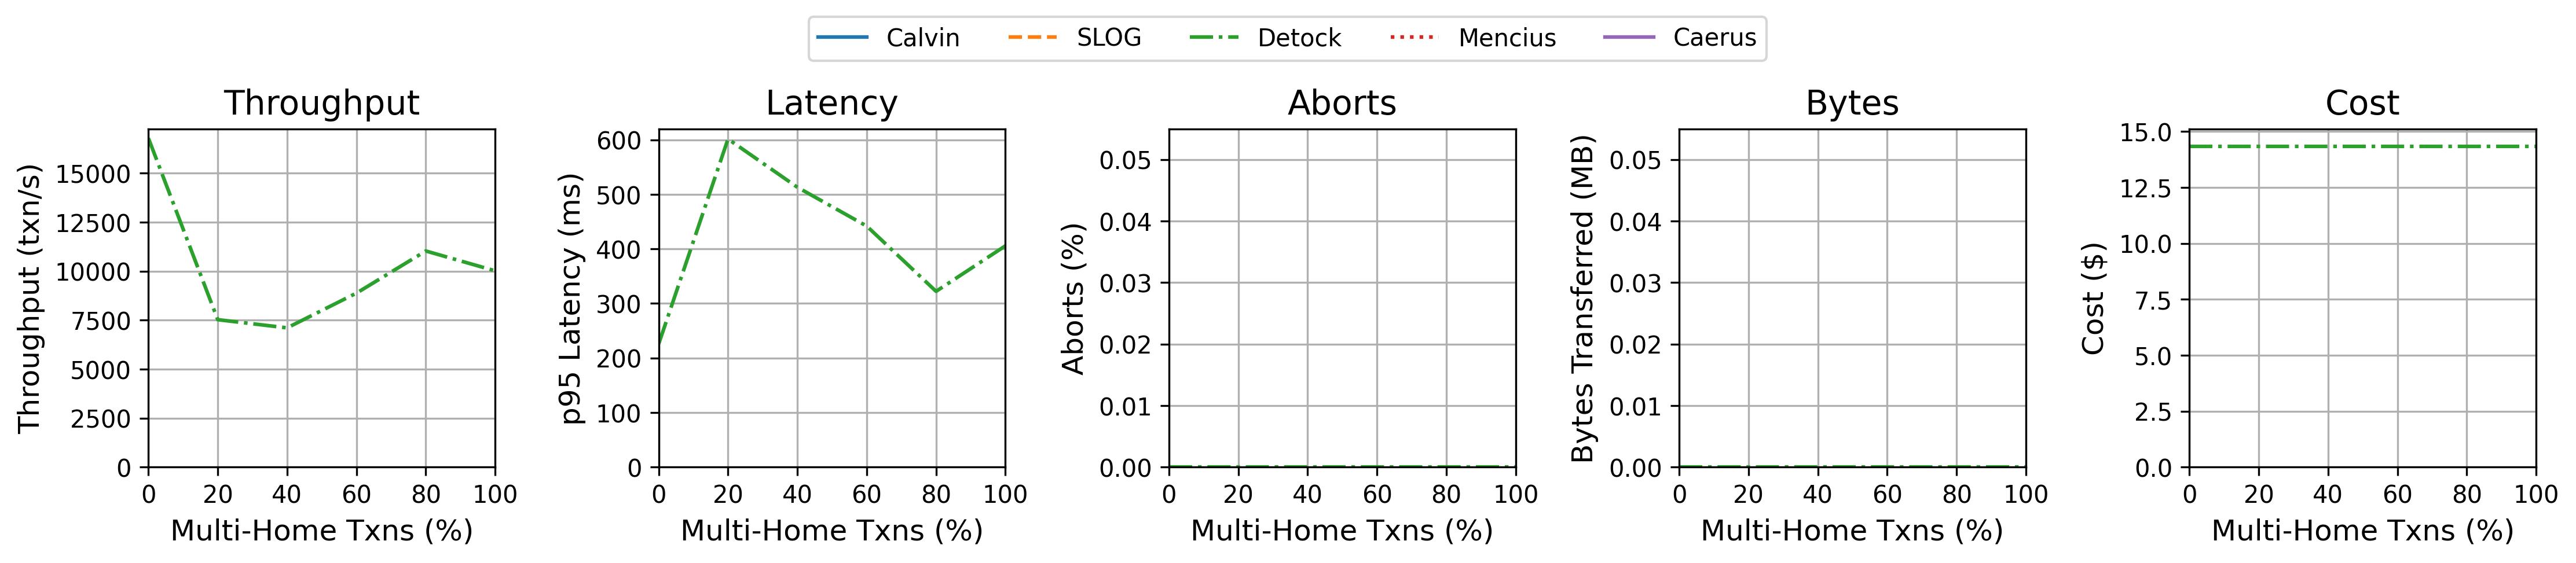 Calvin SLOG Detock Mencius Caerus
Throughput
Throughput (txn/s)
15000
12500
10000
7500
5000
2500
0
0 20 40 60 80 100
Multi-Home Txns (%)
Latency
p95 Latency (ms)
600
500
400
300
200
100
0
0 20 40 60 80 100
Multi-Home Txns (%)
Aborts
Aborts (%)
0.05
0.04
0.03
0.02
0.01
0.00
0 20 40 60 80 100
Multi-Home Txns (%)
Bytes
Bytes Transferred (MB)
0.05
0.04
0.03
0.02
0.01
0.00
0 20 40 60 80 100
Multi-Home Txns (%)
Cost
Cost ($)
15.0
12.5
10.0
7.5
5.0
2.5
0.0
0 20 40 60 80 100
Multi-Home Txns (%)